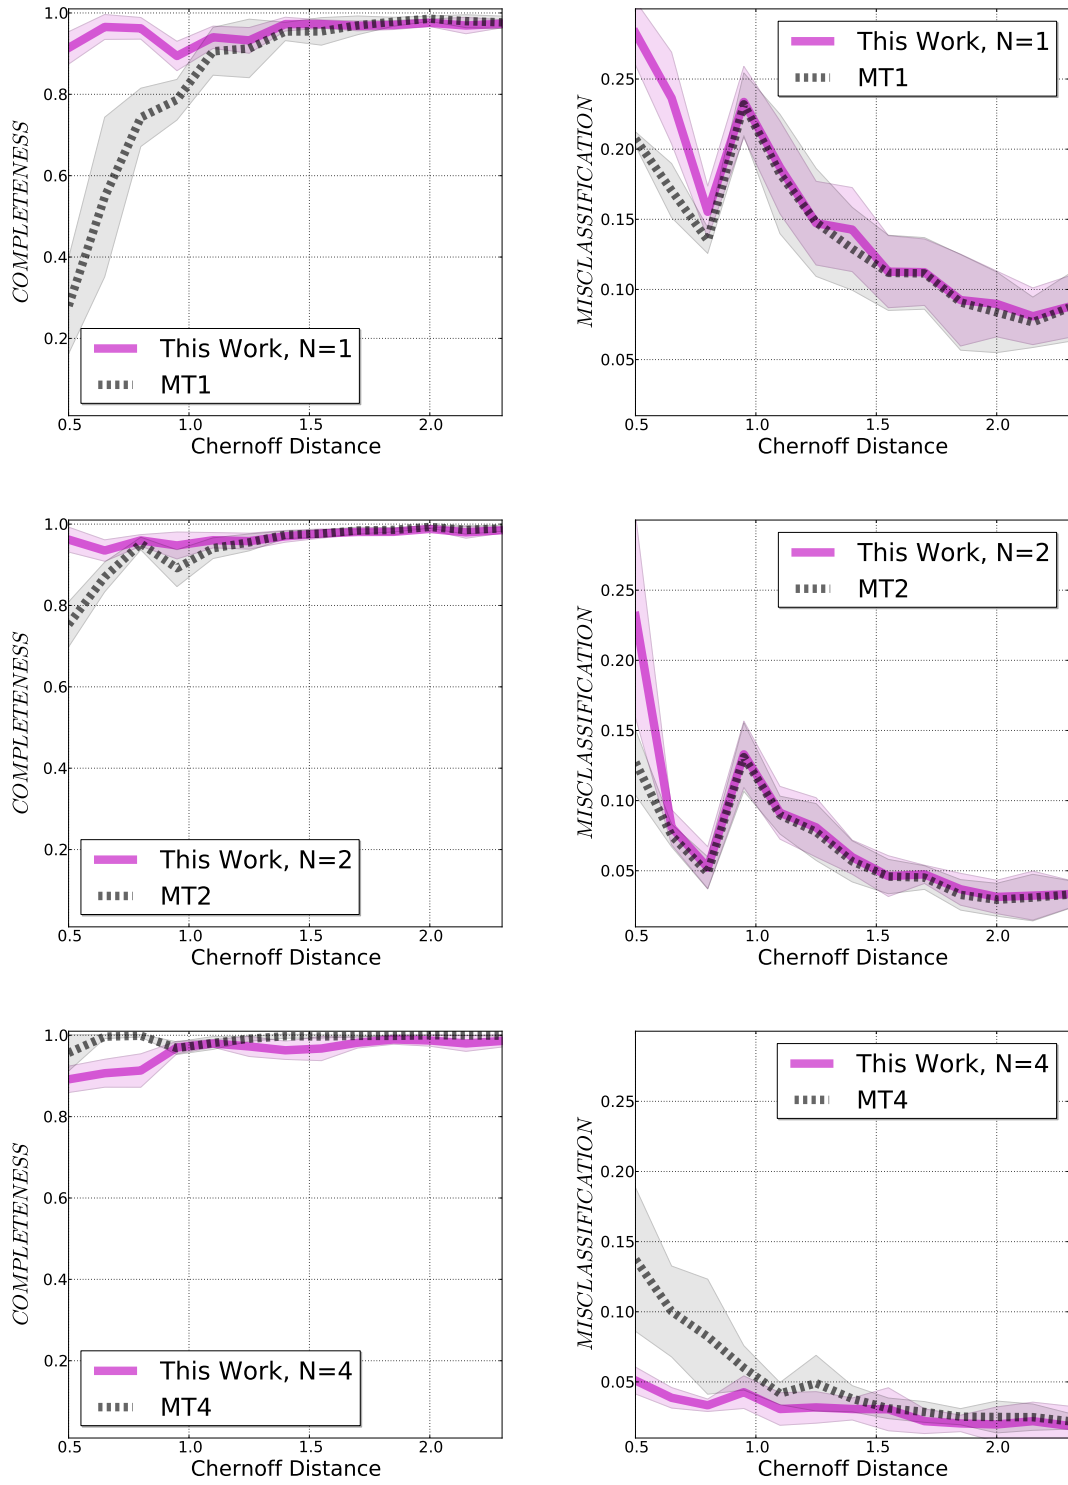 1.0
0.8
0.6
0.4
0.2
COMPLETENESS
This Work, N=1
MT1
0.5 1.0 1.5 2.0
Chernoff Distance
0.25
0.20
0.15
0.10
0.05
MISCLASSIFICATION
This Work, N=1
MT1
0.5 1.0 1.5 2.0
Chernoff Distance
1.0
0.8
0.6
0.4
0.2
COMPLETENESS
This Work, N=2
MT2
0.5 1.0 1.5 2.0
Chernoff Distance
0.25
0.20
0.15
0.10
0.05
MISCLASSIFICATION
This Work, N=2
MT2
0.5 1.0 1.5 2.0
Chernoff Distance
1.0
0.8
0.6
0.4
0.2
COMPLETENESS
This Work, N=4
MT4
0.5 1.0 1.5 2.0
Chernoff Distance
0.25
0.20
0.15
0.10
0.05
MISCLASSIFICATION
This Work, N=4
MT4
0.5 1.0 1.5 2.0
Chernoff Distance